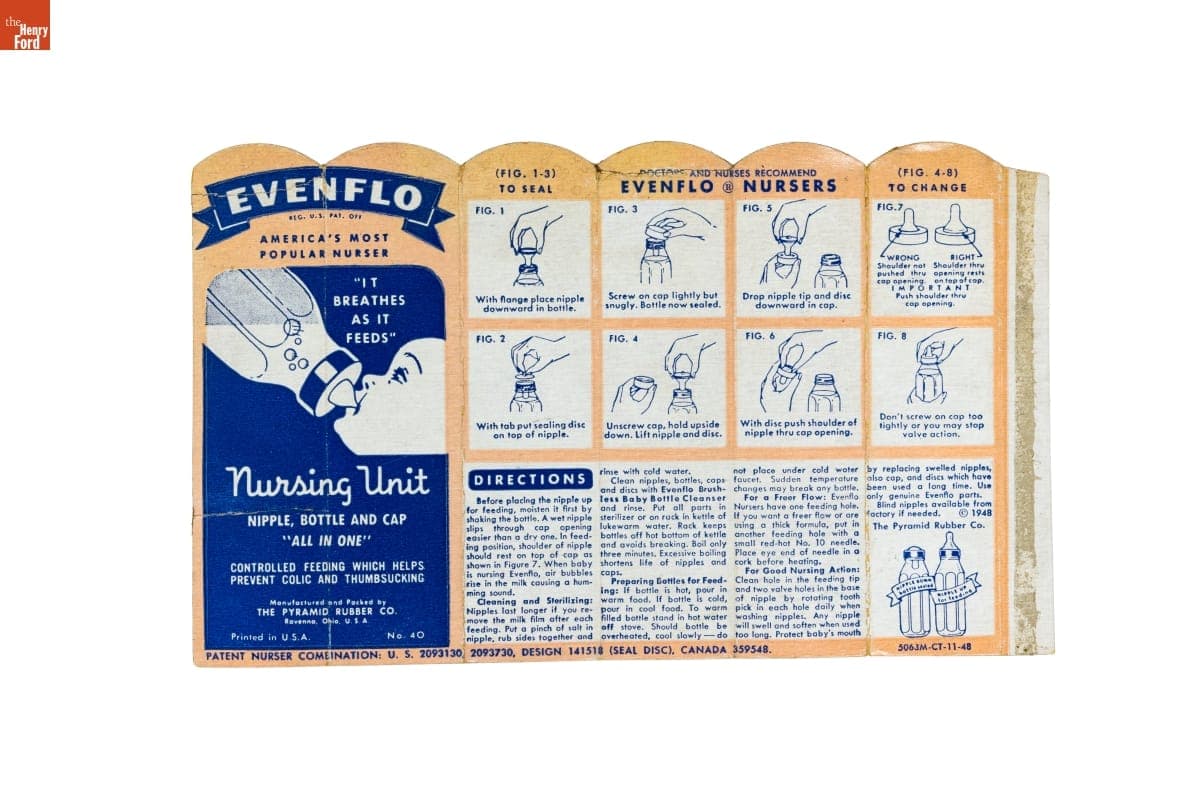 the
Henry
Ford
EVENFLO
REG. U.S. PAT. OFF
AMERICA'S MOST
POPULAR NURSER
"IT
BREATHES
AS IT
FEEDS"
Nursing Unit
NIPPLE, BOTTLE AND CAP
"ALL IN ONE"
CONTROLLED FEEDING WHICH HELPS
PREVENT COLIC AND THUMBSUCKING
Manufactured and Packed by
THE PYRAMID RUBBER CO.
Ravenna, Ohio, U.S.A
Printed in U.S.A.
No. 40
(FIG. 1-3)
TO SEAL
DOCTORS AND NURSES RECOMMEND
EVENFLO ® NURSERS
(FIG. 4-8)
TO CHANGE
FIG. 1
With flange place nipple
downward in bottle.
FIG. 3
Screw on cap lightly but
snugly. Bottle now sealed.
FIG. 5
Drop nipple tip and disc
downward in cap.
FIG.7
WRONG
Shoulder not
pushed thru
cap opening.
RIGHT
Shoulder thru
opening rests
on top of cap.
IMPORTANT
Push shoulder thru
cap opening.
FIG. 2
With tab put sealing disc
on top of nipple.
FIG. 4
Unscrew cap, hold upside
down. Lift nipple and disc.
FIG. 6
With disc push shoulder of
nipple thru cap opening.
FIG. 8
Don't screw on cap too
tightly or you may stop
valve action.
DIRECTIONS
Before placing the nipple up
for feeding, moisten it first by
shaking the bottle. A wet nipple
slips through cap opening
easier than a dry one. In feed-
ing position, shoulder of nipple
should rest on top of cap as
shown in Figure 7. When baby
is nursing Evenflo, air bubbles
rise in the milk causing a hum-
ming sound.
Cleaning and Sterilizing:
Nipples last longer if you re-
move the milk film after each
feeding. Put a pinch of salt in
nipple, rub sides together and
rinse with cold water.
Clean nipples, bottles, caps
and discs with Evenflo Brush-
less Baby Bottle Cleanser
and rinse. Put all parts in
sterilizer or on rack in kettle of
lukewarm water. Rack keeps
bottles off hot bottom of kettle
and avoids breaking. Boil only
three minutes. Excessive boiling
shortens life of nipples and
caps.
Preparing Bottles for Feed-
ing: If bottle is hot, pour in
warm food. If bottle is cold,
pour in cool food. To warm
filled bottle stand in hot water
off stove. Should bottle be
overheated, cool slowly — do
not place under cold water
faucet. Sudden temperature
changes may break any bottle.
For a Freer Flow: Evenflo
Nursers have one feeding hole.
If you want a freer flow or are
using a thick formula, put in
another feeding hole with a
small red-hot No. 10 needle.
Place eye end of needle in a
cork before heating.
For Good Nursing Action:
Clean hole in the feeding tip
and two valve holes in the base
of nipple by rotating tooth
pick in each hole daily when
washing nipples. Any nipple
will swell and soften when used
too long. Protect baby's mouth
by replacing swelled nipples,
also cap, and discs which have
been used a long time. Use
only genuine Evenflo parts.
Blind nipples available from
factory if needed. © 1948
The Pyramid Rubber Co.
NIPPLE DOWN
bottle sealed
NIPPLE UP
for feeding
PATENT NURSER COMBINATION: U. S. 2093130 2093730, DESIGN 141518 (SEAL DISC), CANADA 359548.
5063M-CT-11-48